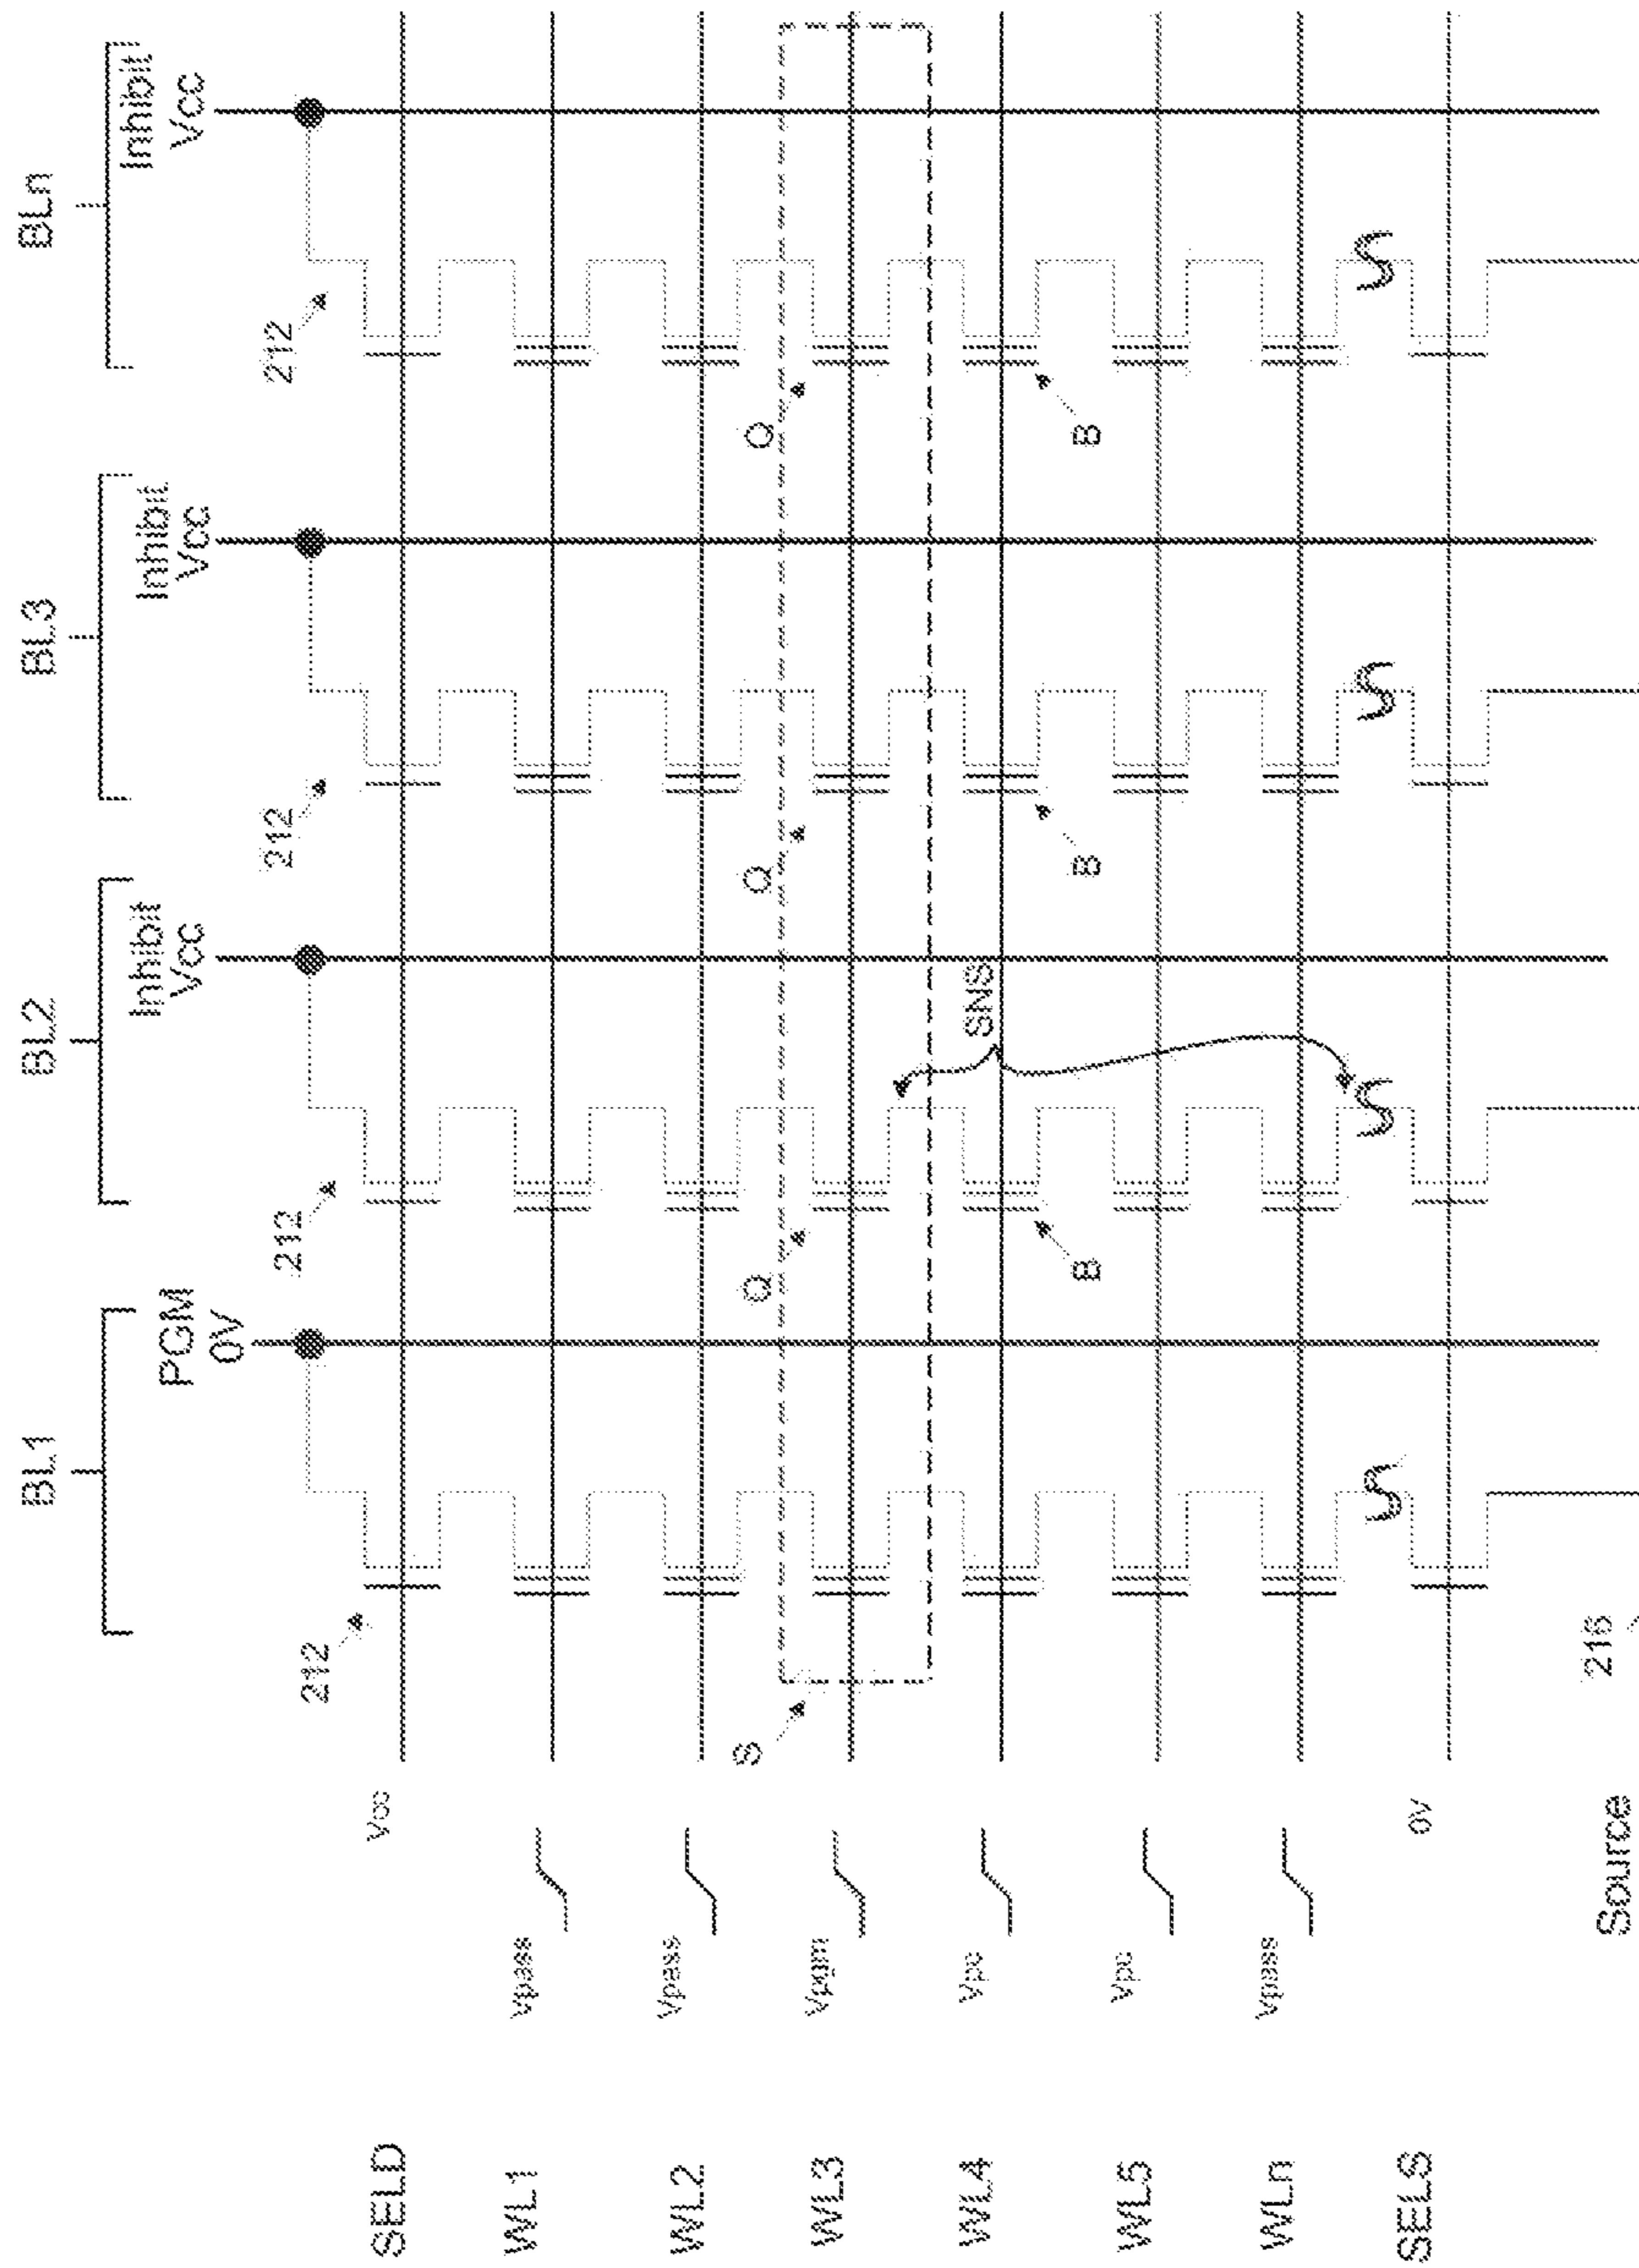 BL1
BL2
BL3
BLn
PGM
0V
Inhibit
Vcc
Inhibit
Vcc
Inhibit
Vcc
212
212
212
212
SELD
Vcc
WL1
Vpass
WL2
Vpass
S
Q
Q
Q
WL3
Vpgm
SNS
WL4
Vpc
B
B
B
WL5
Vpc
WLn
Vpass
SELS
0V
Source
216